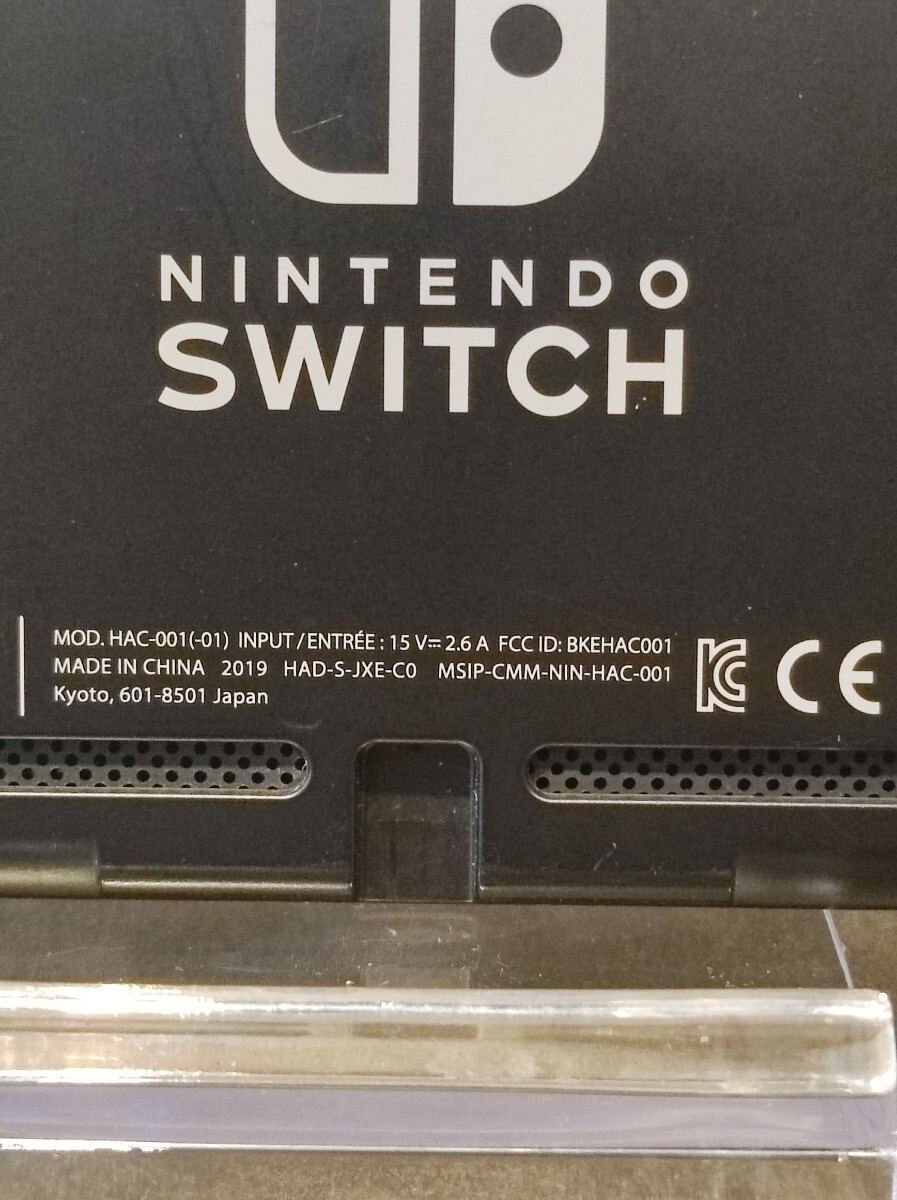 NINTENDO
SWITCH
MOD. HAC-001(-01) INPUT/ENTRÉE : 15 V⎓ 2.6 A FCC ID: BKEHAC001
MADE IN CHINA 2019 HAD-S-JXE-C0 MSIP-CMM-NIN-HAC-001
Kyoto, 601-8501 Japan
CE